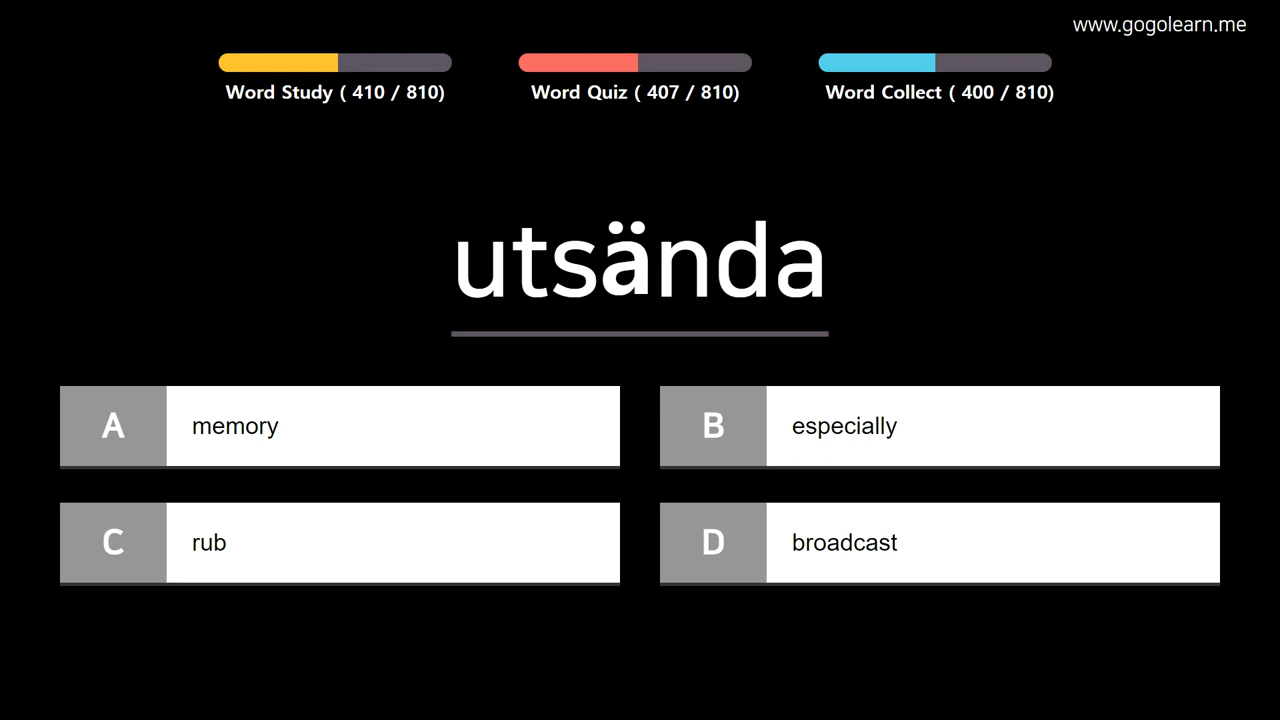 www.gogolearn.me
Word Study ( 410 / 810)
Word Quiz ( 407 / 810)
Word Collect ( 400 / 810)
utsända
A memory
B especially
C rub
D broadcast